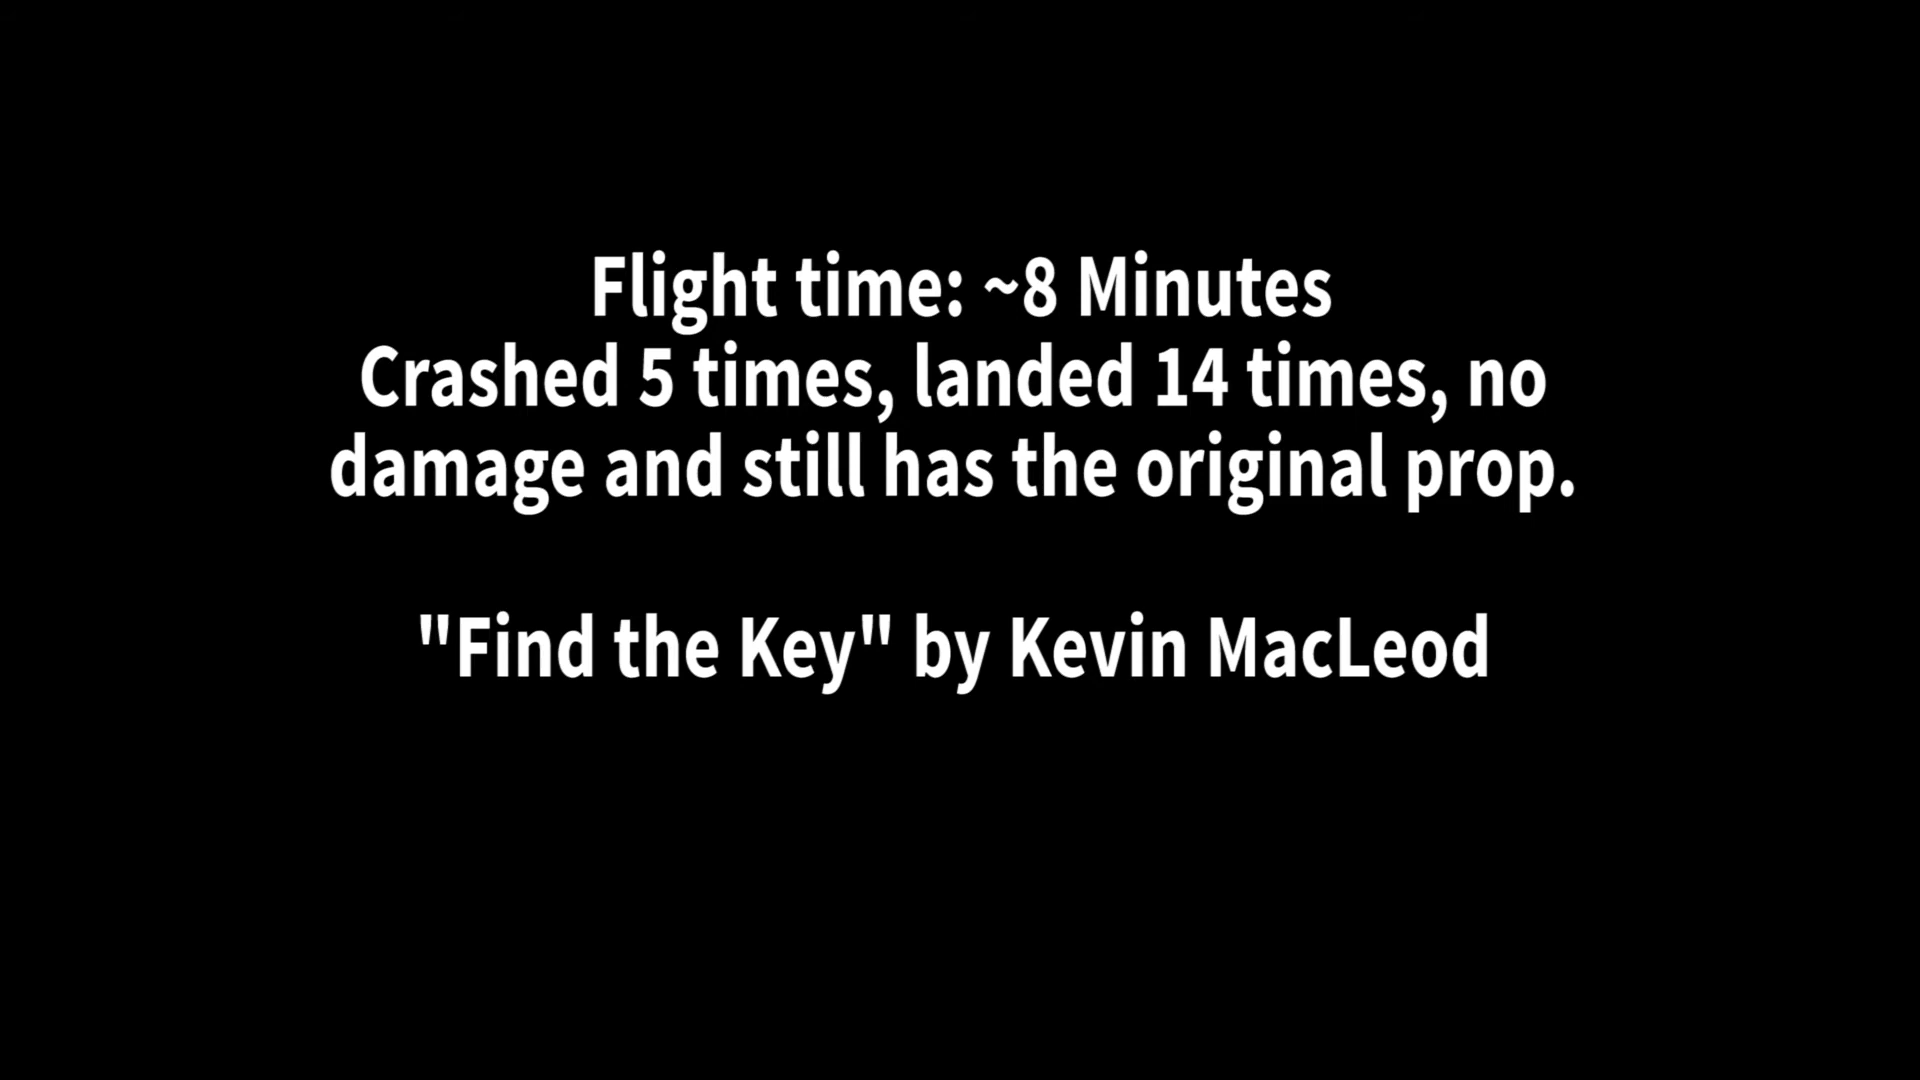 Flight time: ~8 Minutes
Crashed 5 times, landed 14 times, no
damage and still has the original prop.
"Find the Key" by Kevin MacLeod